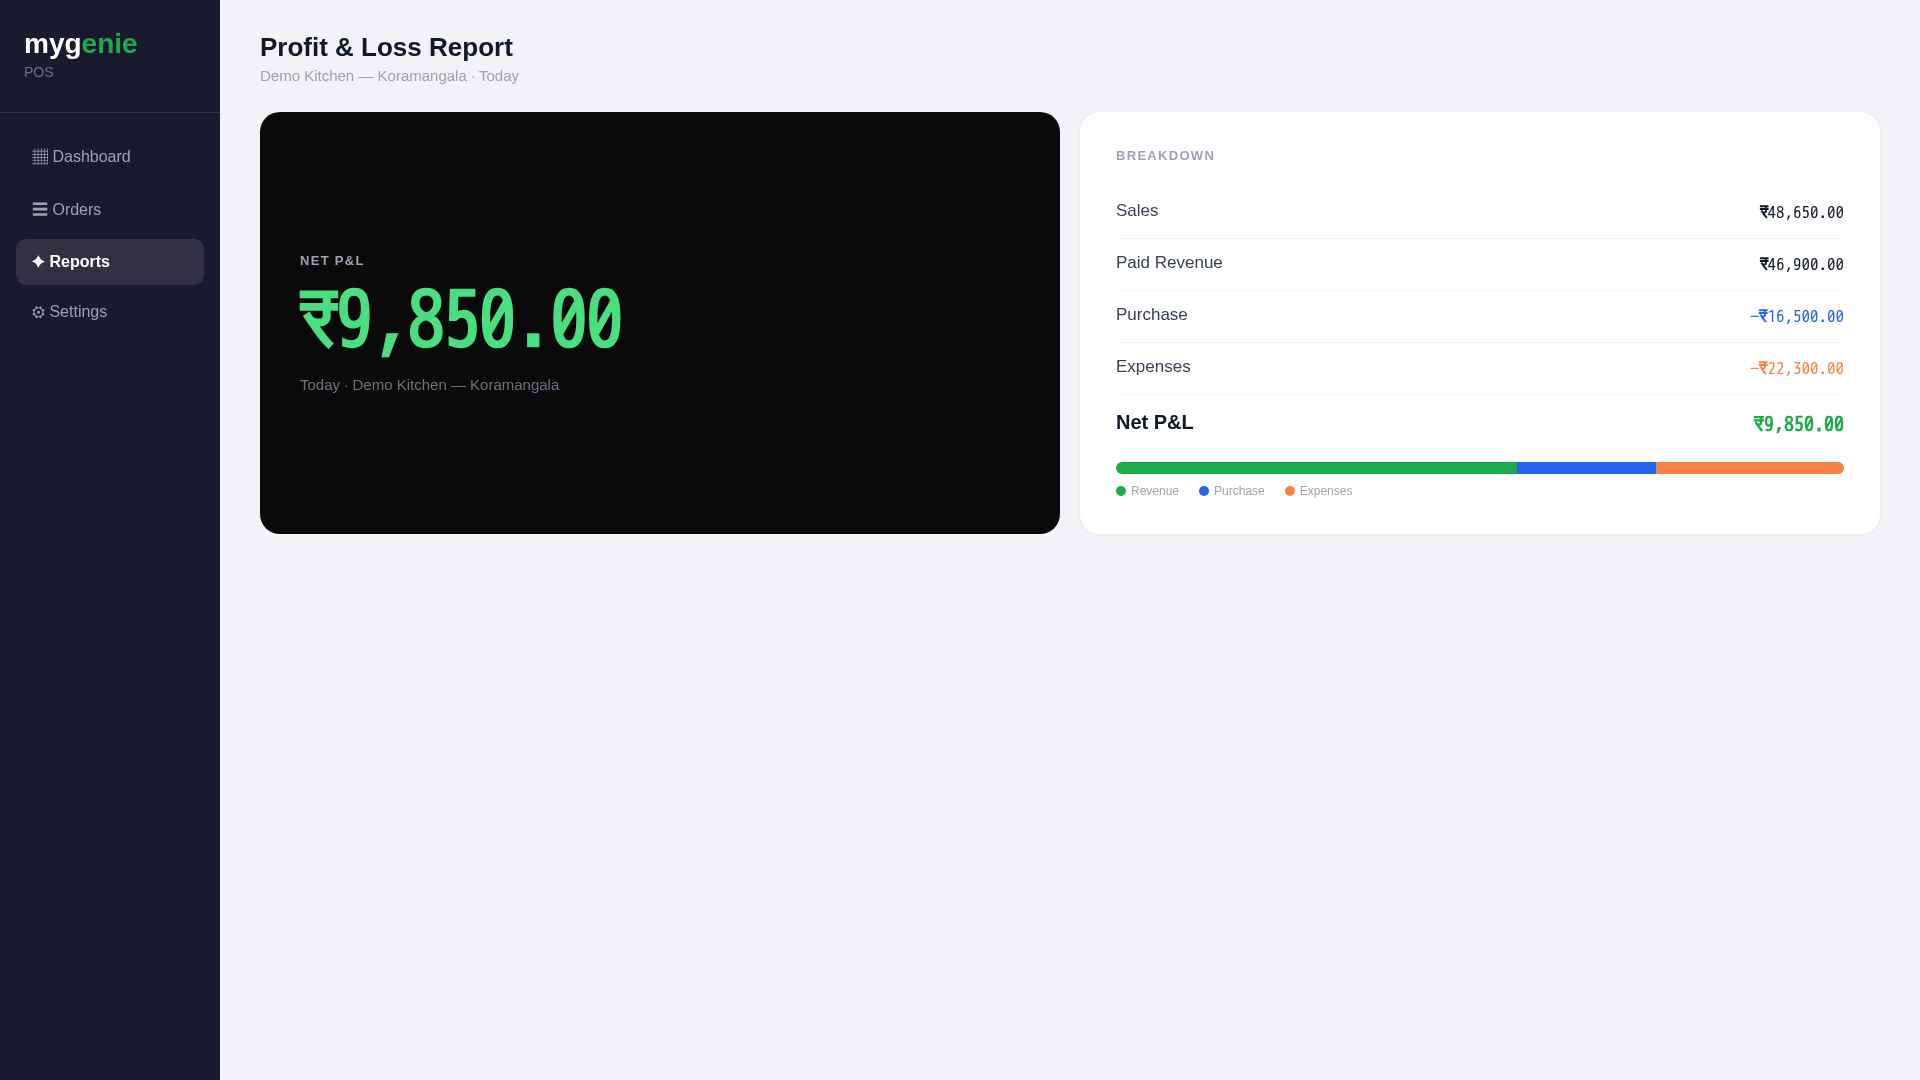 mygenie
POS
▦ Dashboard
☰ Orders
✦ Reports
⚙ Settings
Profit & Loss Report
Demo Kitchen — Koramangala · Today
NET P&L
₹9,850.00
Today · Demo Kitchen — Koramangala
BREAKDOWN
Sales ₹48,650.00
Paid Revenue ₹46,900.00
Purchase −₹16,500.00
Expenses −₹22,300.00
Net P&L ₹9,850.00
Revenue Purchase Expenses